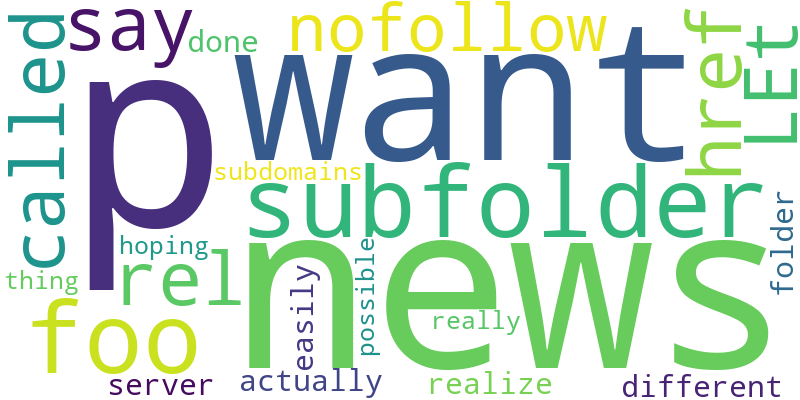 say
done
nofollow
href
LEt
called
p
want
subdomains
subfolder
hoping
thing
rel
news
folder
easily
possible
really
foo
server
actually
realize
different